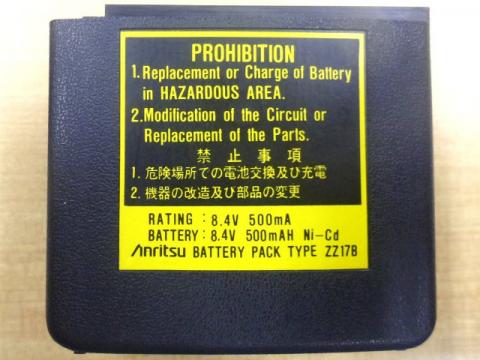 PROHIBITION
1. Replacement or Charge of Battery
in HAZARDOUS AREA.
2. Modification of the Circuit or
Replacement of the Parts.
禁止事項
1. 危険場所での電池交換及び充電
2. 機器の改造及び部品の変更
RATING : 8.4V 500mA
BATTERY: 8.4V 500mAH Ni-Cd
Anritsu BATTERY PACK TYPE ZZ17B